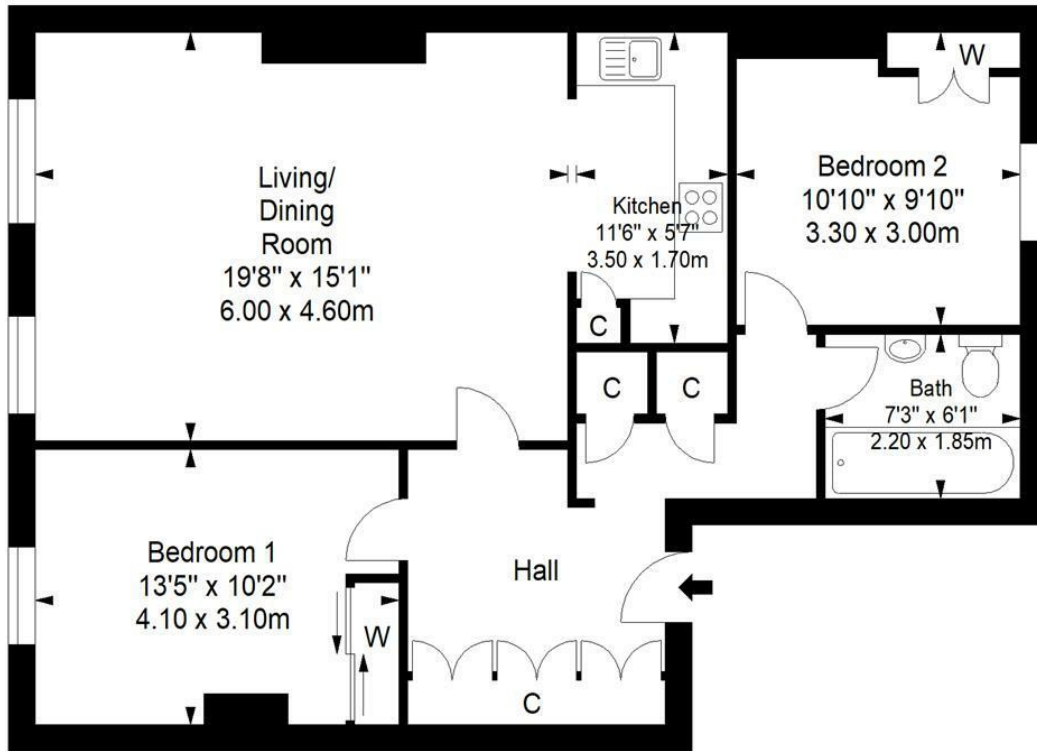 Living/
Dining
Room
19'8" x 15'1"
6.00 x 4.60m
Kitchen
11'6" x 5'7"
3.50 x 1.70m
C
W
Bedroom 2
10'10" x 9'10"
3.30 x 3.00m
C
C
Bath
7'3" x 6'1"
2.20 x 1.85m
Bedroom 1
13'5" x 10'2"
4.10 x 3.10m
W
Hall
C